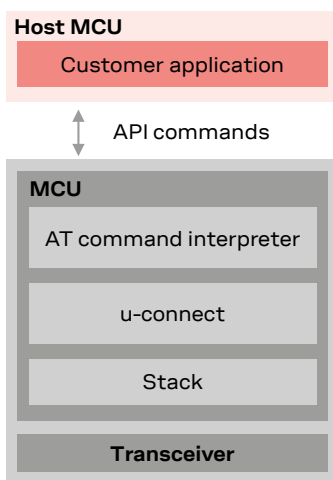 Host MCU
Customer application
API commands
MCU
AT command interpreter
u-connect
Stack
Transceiver